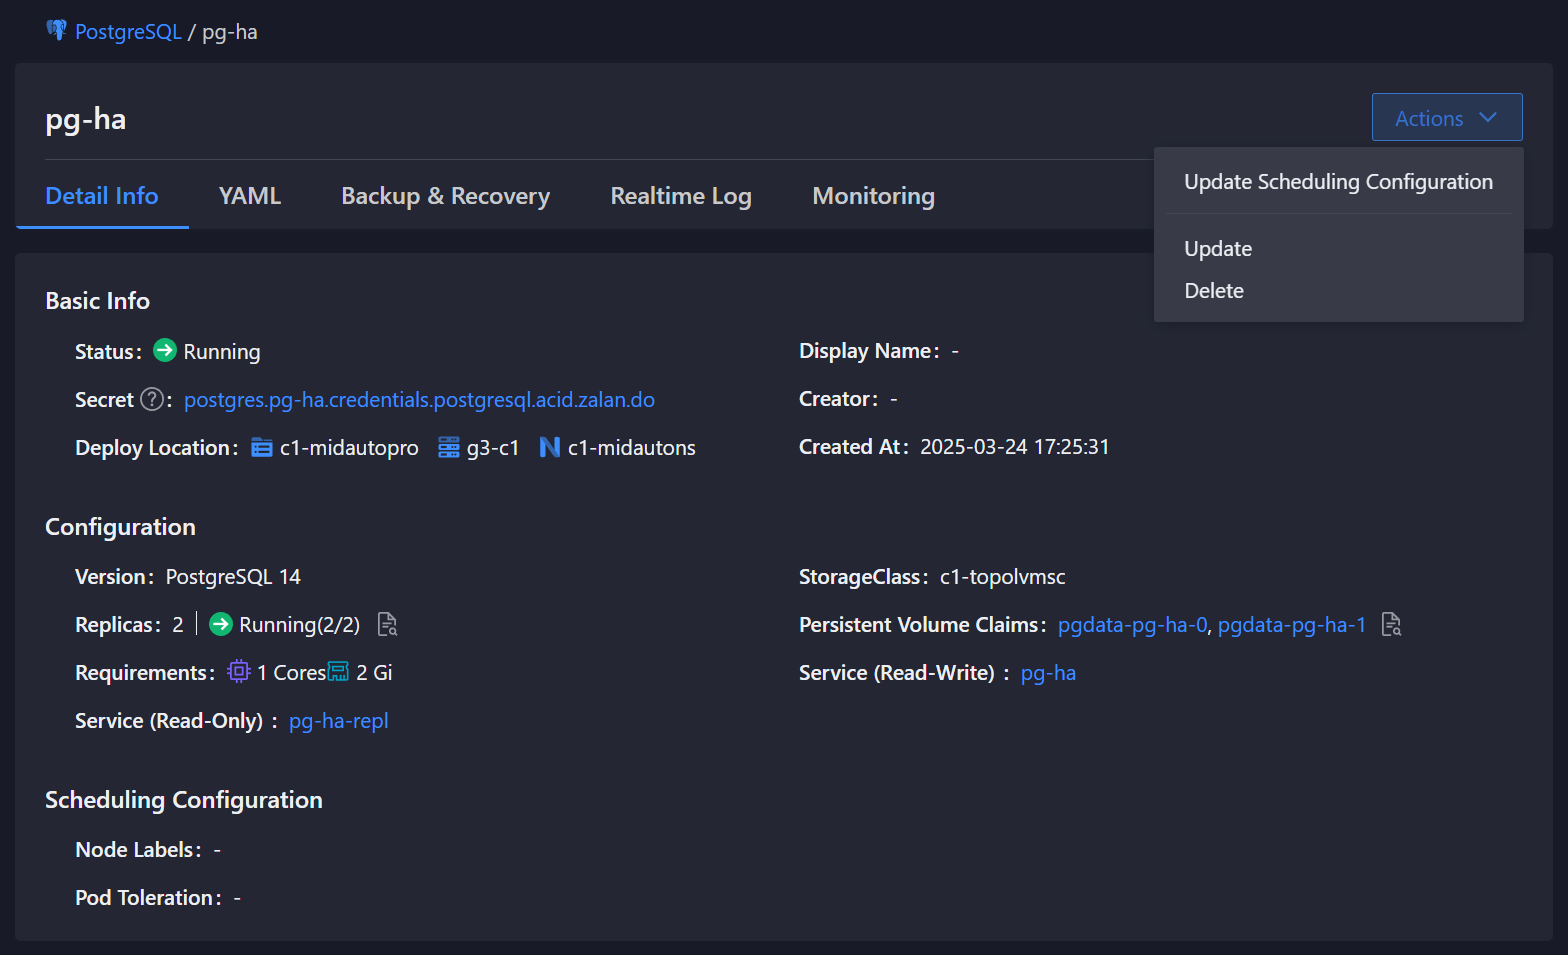 PostgreSQL / pg-ha
pg-ha
Actions
Update Scheduling Configuration
Update
Delete
Detail Info
YAML
Backup & Recovery
Realtime Log
Monitoring
Basic Info
Status: Running
Display Name: -
Secret ?: postgres.pg-ha.credentials.postgresql.acid.zalan.do
Creator: -
Deploy Location: c1-midautopro g3-c1 c1-midautons
Created At: 2025-03-24 17:25:31
Configuration
Version: PostgreSQL 14
StorageClass: c1-topolvmsc
Replicas: 2 | Running(2/2)
Persistent Volume Claims: pgdata-pg-ha-0, pgdata-pg-ha-1
Requirements: 1 Cores 2 Gi
Service (Read-Write) : pg-ha
Service (Read-Only) : pg-ha-repl
Scheduling Configuration
Node Labels: -
Pod Toleration: -